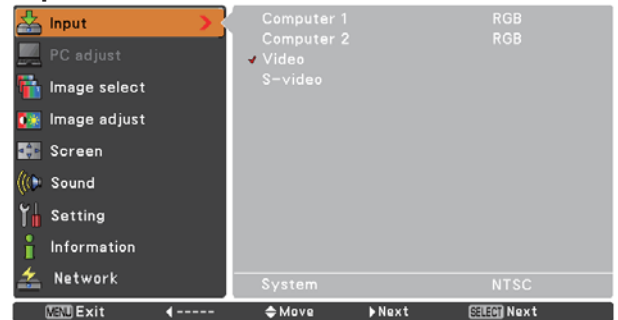 Input
PC adjust
Image select
Image adjust
Screen
Sound
Setting
Information
Network
Computer 1 RGB
Computer 2 RGB
Video
S-video
System NTSC
MENU Exit ----- Move Next SELECT Next